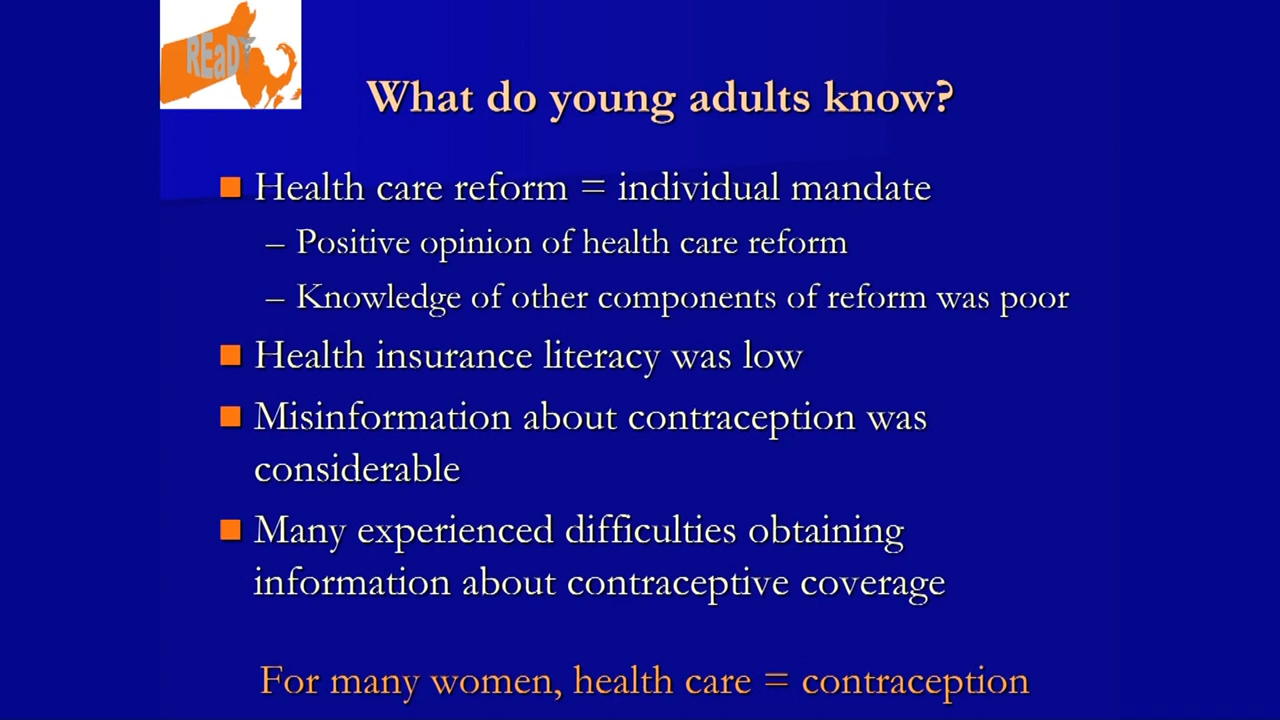 REaDY
What do young adults know?
Health care reform = individual mandate
– Positive opinion of health care reform
– Knowledge of other components of reform was poor
Health insurance literacy was low
Misinformation about contraception was
considerable
Many experienced difficulties obtaining
information about contraceptive coverage
For many women, health care = contraception